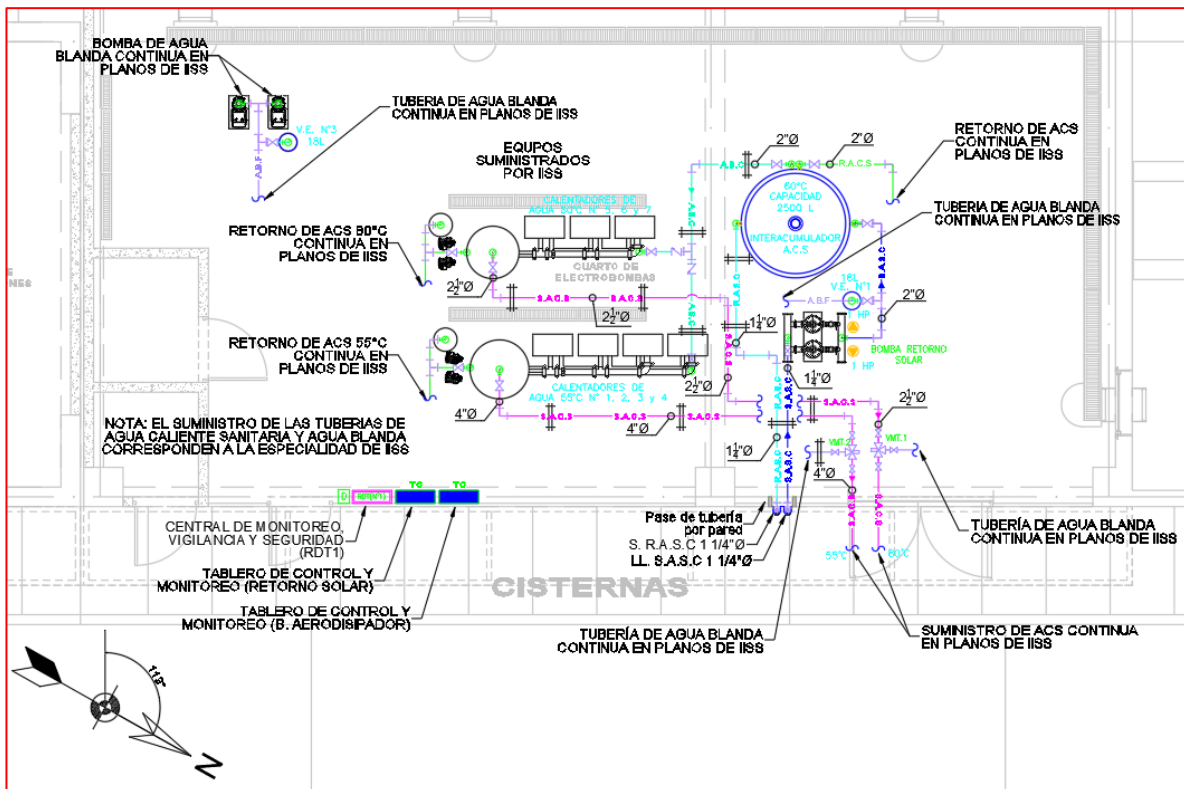 BOMBA DE AGUA
BLANDA CONTINUA EN
PLANOS DE IISS
V.E. N°3
18L
A.B.F
TUBERIA DE AGUA BLANDA
CONTINUA EN PLANOS DE IISS
EQUPOS
SUMINISTRADOS
POR IISS
2"Ø
2"Ø
A.B.C
R.A.C.S
RETORNO DE ACS
CONTINUA EN
PLANOS DE IISS
60°C
CAPACIDAD
2500 L
INTERACUMULADOR
A.C.S
TUBERIA DE AGUA BLANDA
CONTINUA EN PLANOS DE IISS
CALENTADORES DE
AGUA 80°C N° 5, 6 y 7
RETORNO DE ACS 80°C
CONTINUA EN
PLANOS DE IISS
CUARTO DE
ELECTROBOMBAS
2½"Ø
S.A.C.S
S.A.C.S
2½"Ø
A.B.C
A.B.C
R.A.S.C
S.A.S.C
18L
V.E. N°1
A.B.F
2"Ø
1 HP
1 HP
BOMBA RETORNO
SOLAR
1¼"Ø
1¼"Ø
S.A.C.S
2½"Ø
RETORNO DE ACS 55°C
CONTINUA EN
PLANOS DE IISS
CALENTADORES DE
AGUA 55°C N° 1, 2, 3 y 4
4"Ø
S.A.C.S
S.A.C.S
4"Ø
S.A.C.S
S.A.C.S
2½"Ø
NOTA: EL SUMINISTRO DE LAS TUBERIAS DE
AGUA CALIENTE SANITARIA Y AGUA BLANDA
CORRESPONDEN A LA ESPECIALIDAD DE IISS
1¼"Ø
R.A.S.C
S.A.S.C
S.A.S.C
VMT.2
VMT.1
4"Ø
S.A.C.S
S.A.C.S
D
RDT(N°1)
TC
TC
CENTRAL DE MONITOREO,
VIGILANCIA Y SEGURIDAD
(RDT1)
Pase de tubería
por pared
S. R.A.S.C 1 1/4"Ø
LL. S.A.S.C 1 1/4"Ø
55°C
80°C
TUBERÍA DE AGUA BLANDA
CONTINUA EN PLANOS DE IISS
TABLERO DE CONTROL Y
MONITOREO (RETORNO SOLAR)
CISTERNAS
TABLERO DE CONTROL Y
MONITOREO (B. AERODISIPADOR)
TUBERÍA DE AGUA BLANDA
CONTINUA EN PLANOS DE IISS
SUMINISTRO DE ACS CONTINUA
EN PLANOS DE IISS
119°
N